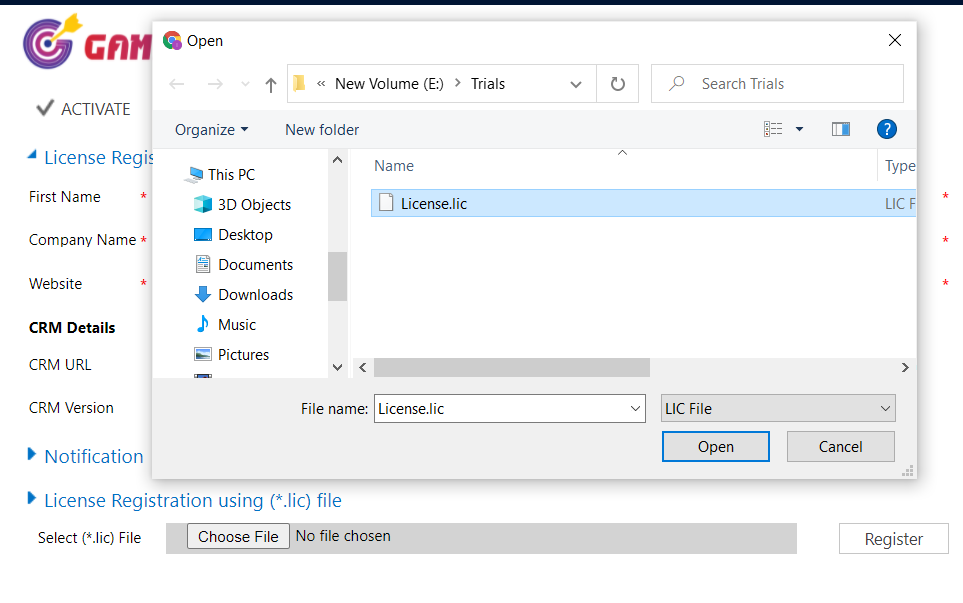 GAM
Open
« New Volume (E:) > Trials
Search Trials
ACTIVATE
Organize
New folder
?
License Regis
Name
Type
This PC
First Name *
3D Objects
License.lic
LIC F
*
Desktop
Company Name *
*
Documents
Website *
*
Downloads
Music
CRM Details
Pictures
CRM URL
CRM Version
File name:
License.lic
LIC File
Open
Cancel
Notification
License Registration using (*.lic) file
Select (*.lic) File
Choose File
No file chosen
Register